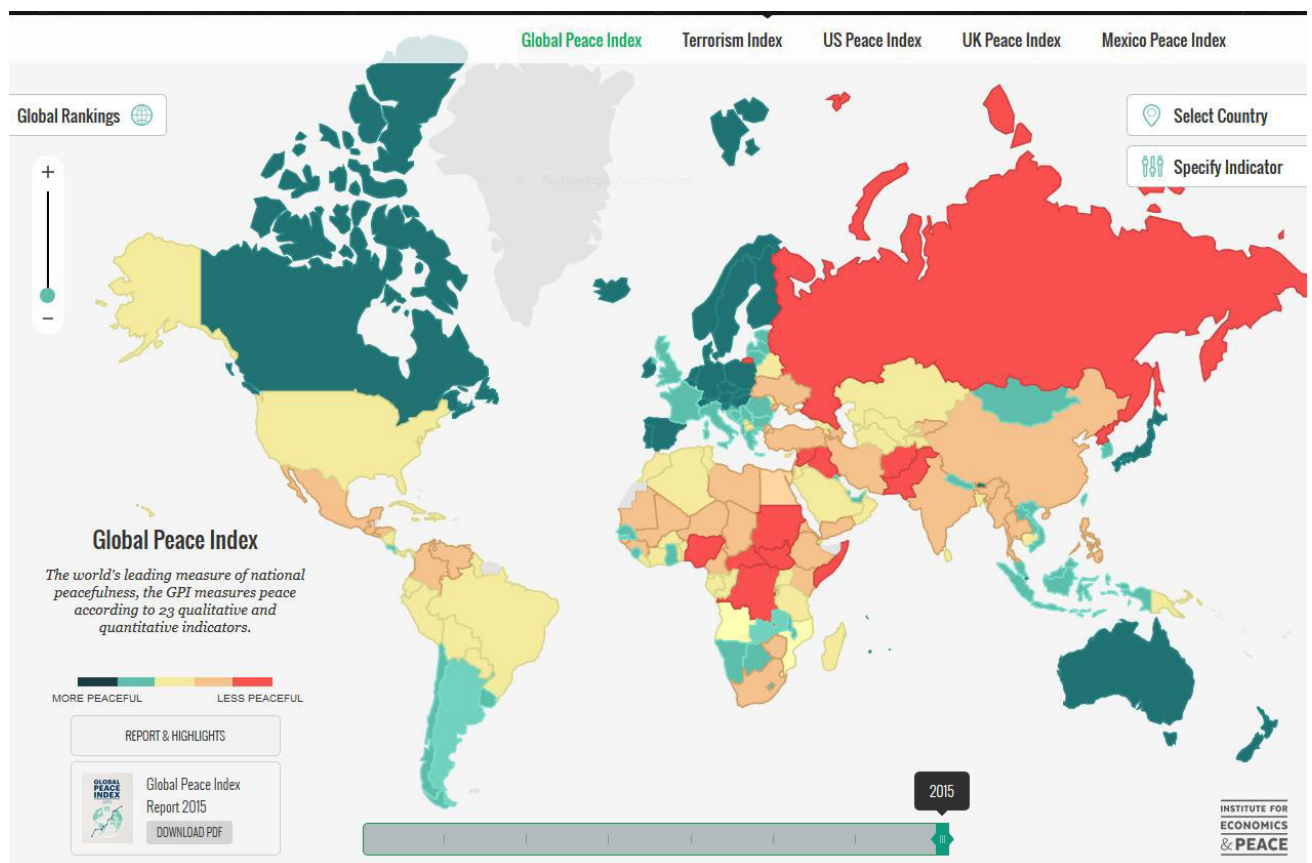 Global Peace Index Terrorism Index US Peace Index UK Peace Index Mexico Peace Index
Global Rankings
Select Country
Specify Indicator
+
Rechteckiges Ausschneiden
−
Global Peace Index
The world's leading measure of national
peacefulness, the GPI measures peace
according to 23 qualitative and
quantitative indicators.
MORE PEACEFUL LESS PEACEFUL
REPORT & HIGHLIGHTS
GLOBAL
PEACE
INDEX
Global Peace Index
Report 2015
DOWNLOAD PDF
2015
INSTITUTE FOR
ECONOMICS
& PEACE